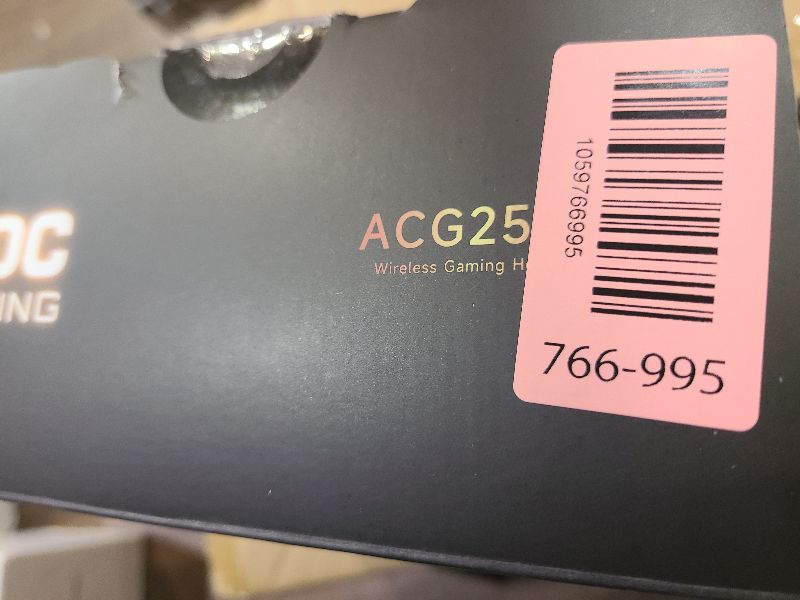 OC
ING
ACG25
Wireless Gaming H
1059766995
766-995